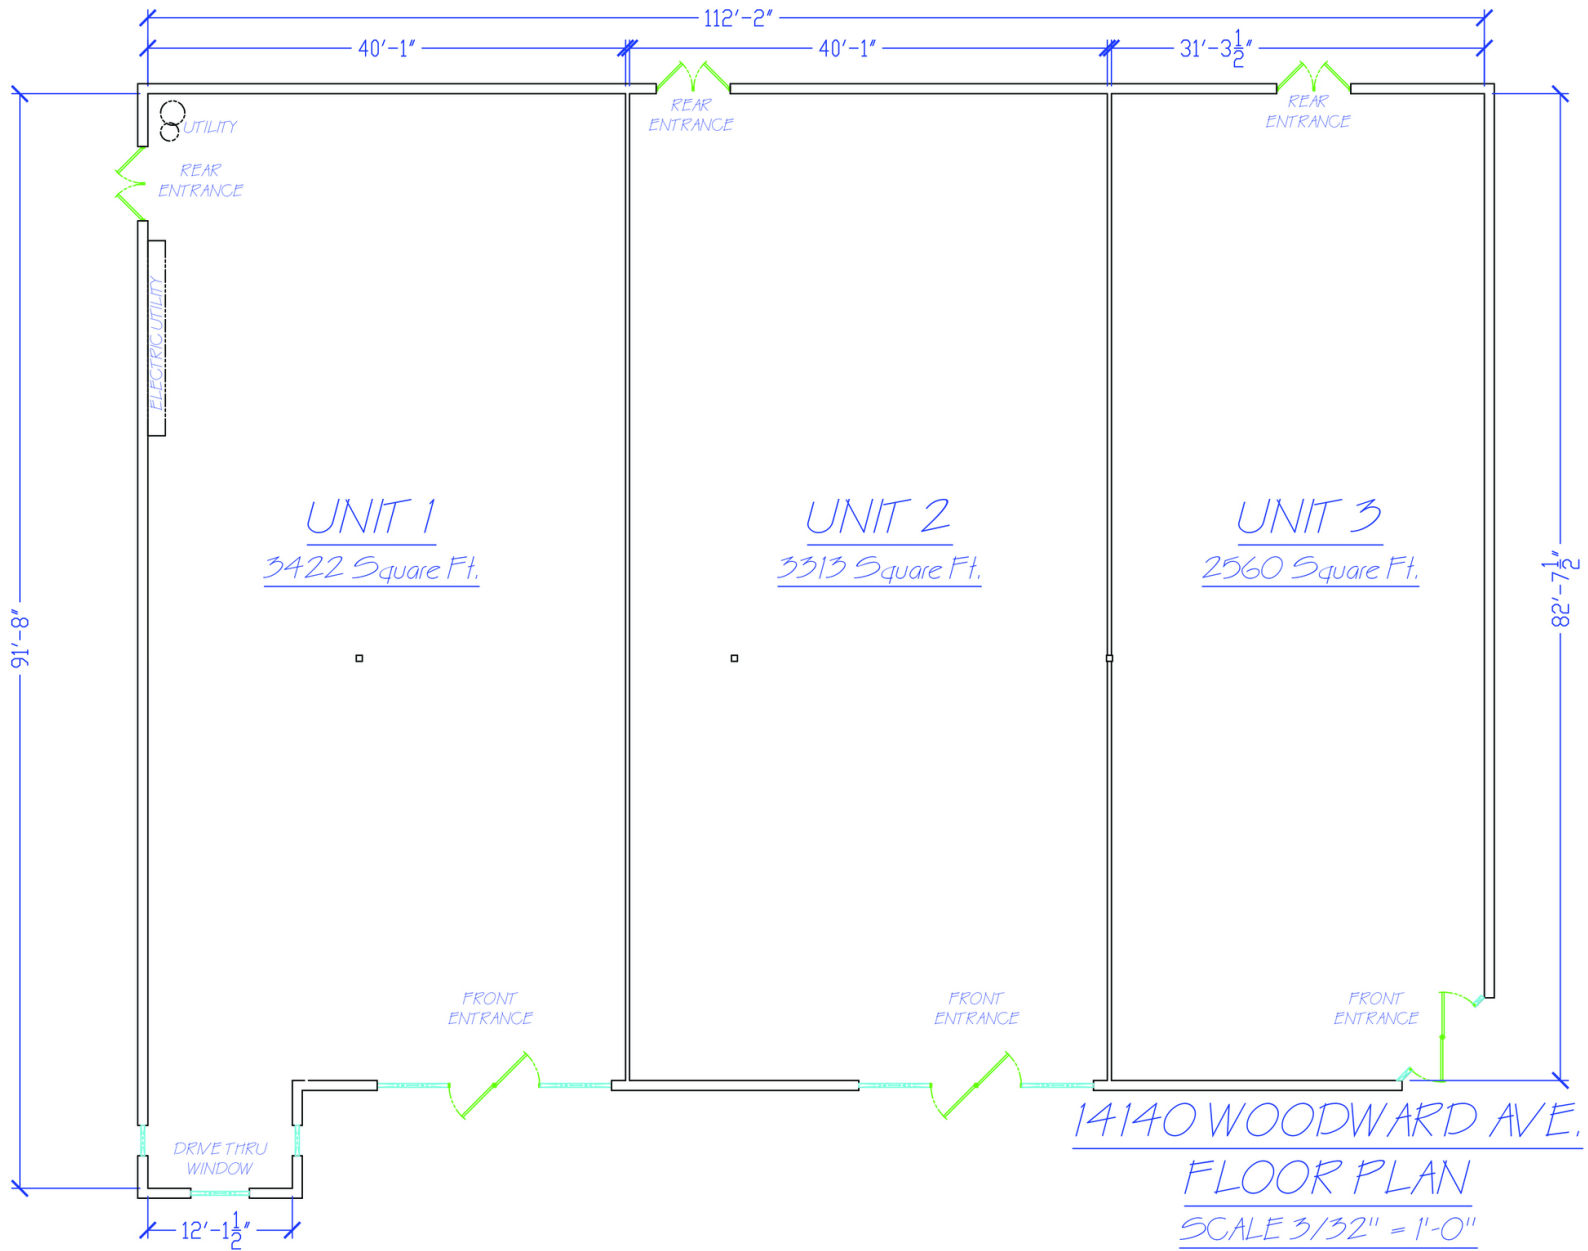 112'-2"
40'-1"
40'-1"
31'-3½"
REAR
ENTRANCE
REAR
ENTRANCE
UTILITY
REAR
ENTRANCE
ELECTRIC UTILITY
UNIT 1
3422 Square Ft.
UNIT 2
3313 Square Ft.
UNIT 3
2560 Square Ft.
91'-8"
82'-7½"
FRONT
ENTRANCE
FRONT
ENTRANCE
FRONT
ENTRANCE
DRIVE THRU
WINDOW
12'-1½"
14140 WOODWARD AVE.
FLOOR PLAN
SCALE 3/32" = 1'-0"